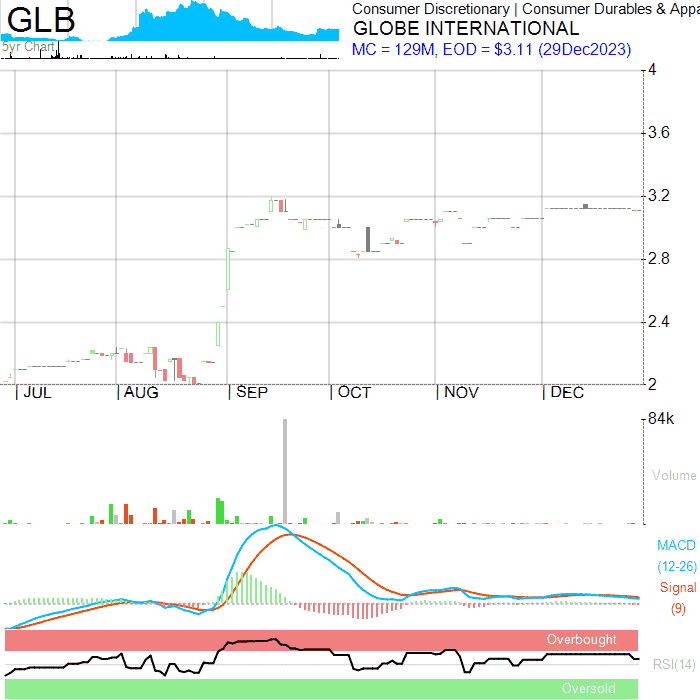 GLB
5yr Chart
Consumer Discretionary | Consumer Durables & Appa
GLOBE INTERNATIONAL
MC = 129M, EOD = $3.11 (29Dec2023)
4
3.6
3.2
2.8
2.4
2
JUL AUG SEP OCT NOV DEC
84k
Volume
MACD
(12-26)
Signal
(9)
Overbought
RSI(14)
Oversold